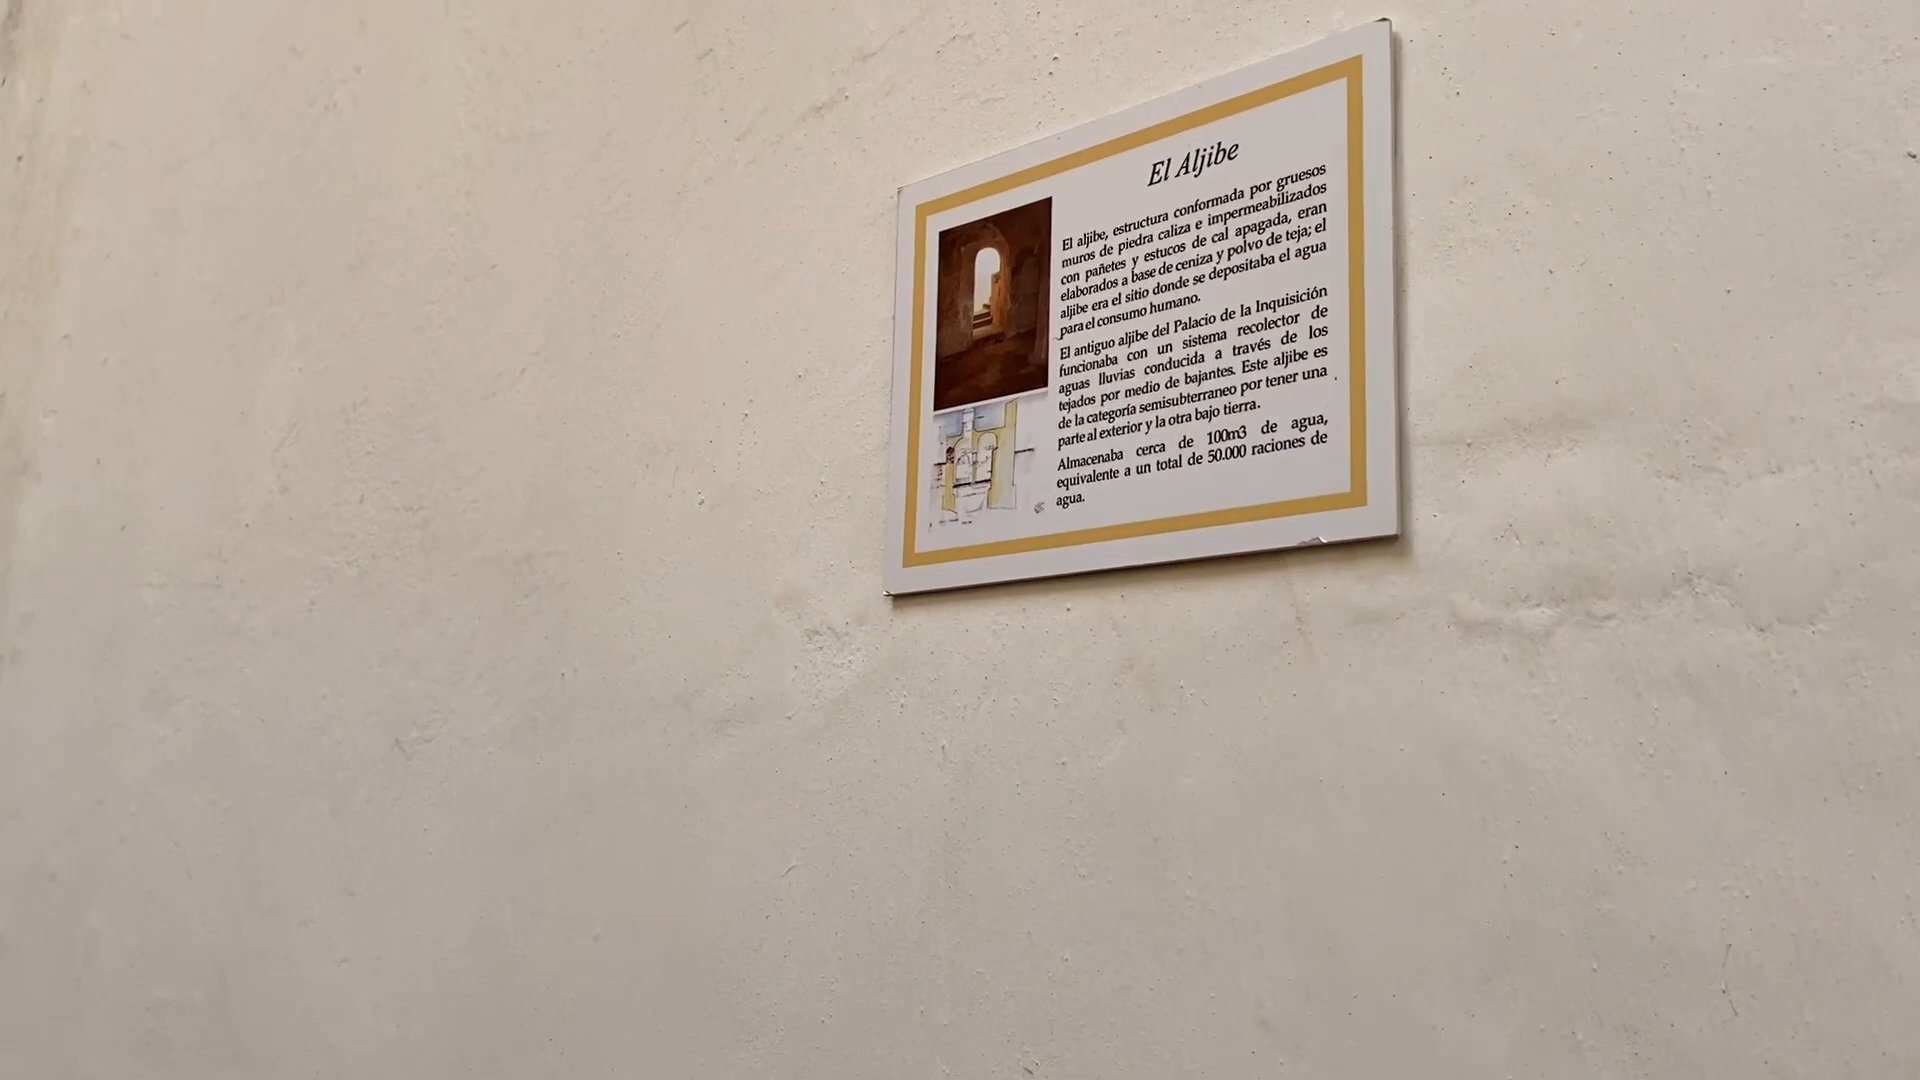 El Aljibe
El aljibe, estructura conformada por gruesos
muros de piedra caliza e impermeabilizados
con pañetes y estucos de cal apagada, eran
elaborados a base de ceniza y polvo de teja; el
aljibe era el sitio donde se depositaba el agua
para el consumo humano.
El antiguo aljibe del Palacio de la Inquisición
funcionaba con un sistema recolector de
aguas lluvias conducida a través de los
tejados por medio de bajantes. Este aljibe es
de la categoría semisubterraneo por tener una
parte al exterior y la otra bajo tierra.
Almacenaba cerca de 100m3 de agua,
equivalente a un total de 50.000 raciones de
agua.